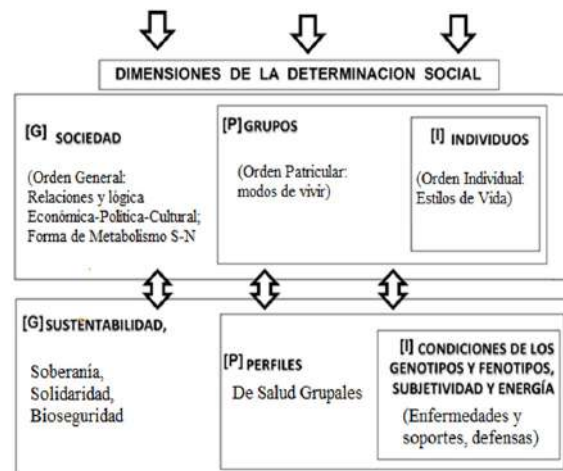 DIMENSIONES DE LA DETERMINACION SOCIAL
[G] SOCIEDAD
(Orden General:
Relaciones y lógica
Económica-Política-Cultural;
Forma de Metabolismo S-N
[P] GRUPOS
(Orden Patricular:
modos de vivir)
[I] INDIVIDUOS
(Orden Individual:
Estilos de Vida)
[G] SUSTENTABILIDAD,
Soberanía,
Solidaridad,
Bioseguridad
[P] PERFILES
De Salud Grupales
[I] CONDICIONES DE LOS
GENOTIPOS Y FENOTIPOS,
SUBJETIVIDAD Y ENERGÍA
(Enfermedades y
soportes, defensas)